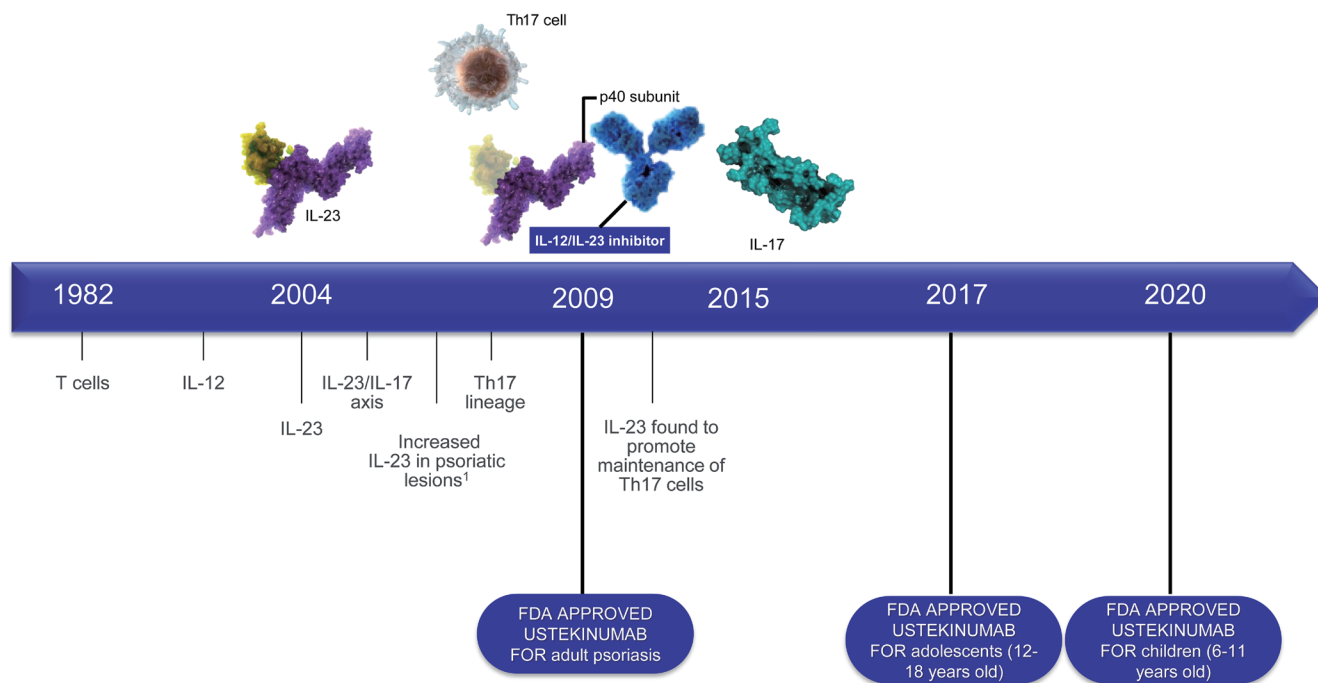 Th17 cell
p40 subunit
IL-23
IL-12/IL-23 inhibitor
IL-17
1982
2004
2009
2015
2017
2020
T cells
IL-12
IL-23
IL-23/IL-17
axis
Increased
IL-23 in psoriatic
lesions¹
Th17
lineage
IL-23 found to
promote
maintenance of
Th17 cells
FDA APPROVED
USTEKINUMAB
FOR adult psoriasis
FDA APPROVED
USTEKINUMAB
FOR adolescents (12-
18 years old)
FDA APPROVED
USTEKINUMAB
FOR children (6-11
years old)